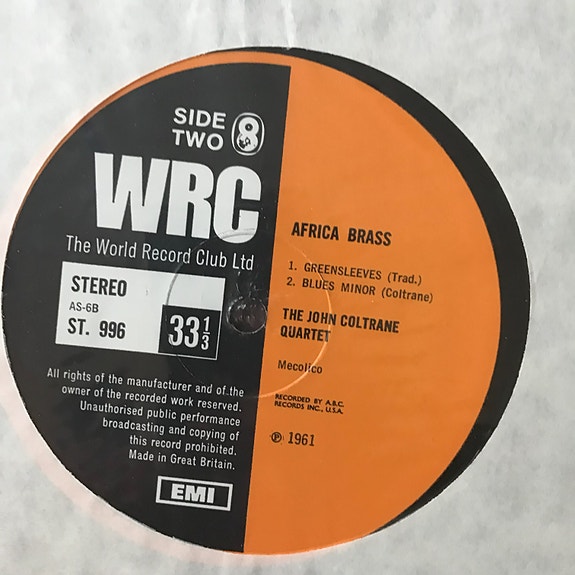 SIDE
TWO 8
WRC
The World Record Club Ltd
STEREO
AS-6B
ST. 996
33 1/3
All rights of the manufacturer and of the
owner of the recorded work reserved.
Unauthorised public performance
broadcasting and copying of
this record prohibited.
Made in Great Britain.
EMI
AFRICA BRASS
1. GREENSLEEVES (Trad.)
2. BLUES MINOR (Coltrane)
THE JOHN COLTRANE
QUARTET
Mecolico
RECORDED BY A.B.C.
RECORDS INC., U.S.A.
℗ 1961